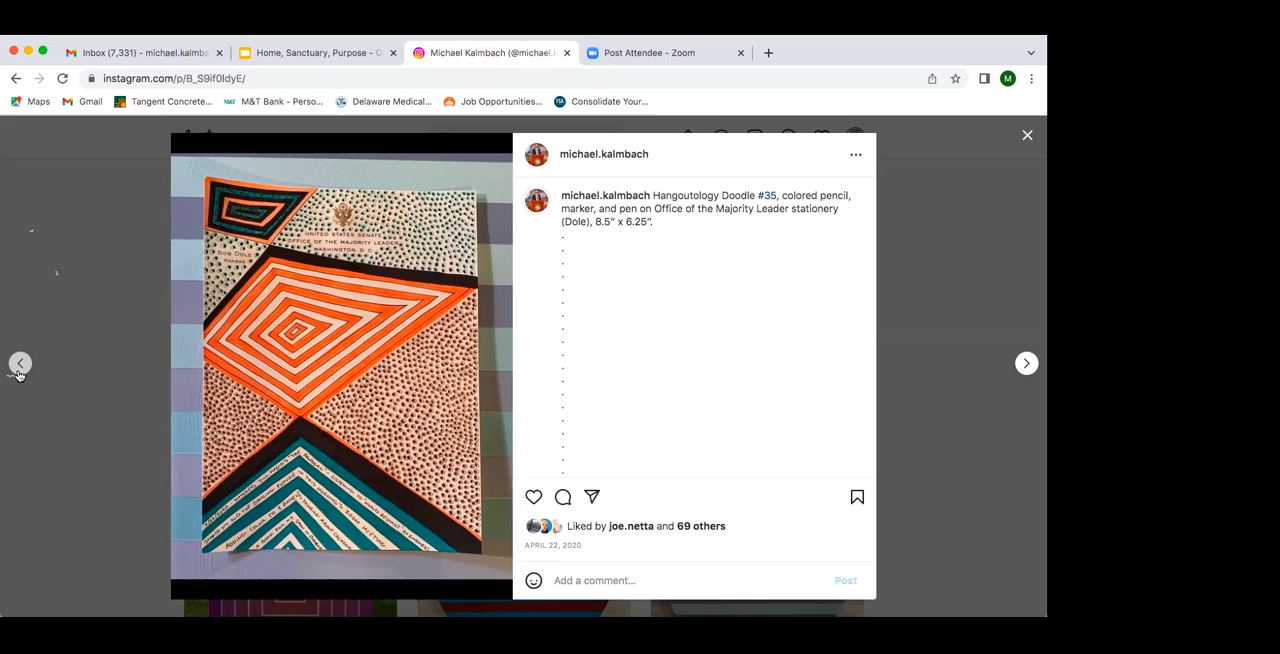 Inbox (7,331) - michael.kalmba
Home, Sanctuary, Purpose - G
Michael Kalmbach (@michael.k
Post Attendee - Zoom
instagram.com/p/B_S9if0ldyE/
M
Maps
Gmail
Tangent Concrete...
M&T Bank - Perso...
Delaware Medical...
Job Opportunities...
Consolidate Your...
michael.kalmbach
michael.kalmbach Hangoutology Doodle #35, colored pencil,
marker, and pen on Office of the Majority Leader stationery
(Dole), 8.5" x 6.25".
UNITED STATES SENATE
OFFICE OF THE MAJORITY LEADER
WASHINGTON, D. C.
BOB DOLE
KANSAS
Liked by joe.netta and 69 others
APRIL 22, 2020
Add a comment...
Post